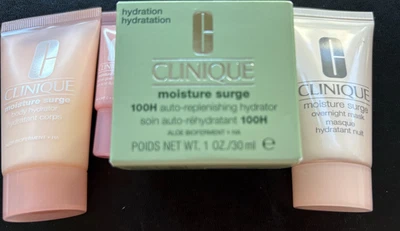 CLINIQUE
moisture surge
hydration
hydratation
CLINIQUE
moisture surge
100H auto-replenishing hydrator
soin auto-réhydratant 100H
ALOE BIOFERMENT + HA
POIDS NET WT. 1 OZ./30 ml e
CLINIQUE
moisture surge
overnight mask
masque
hydratant nuit